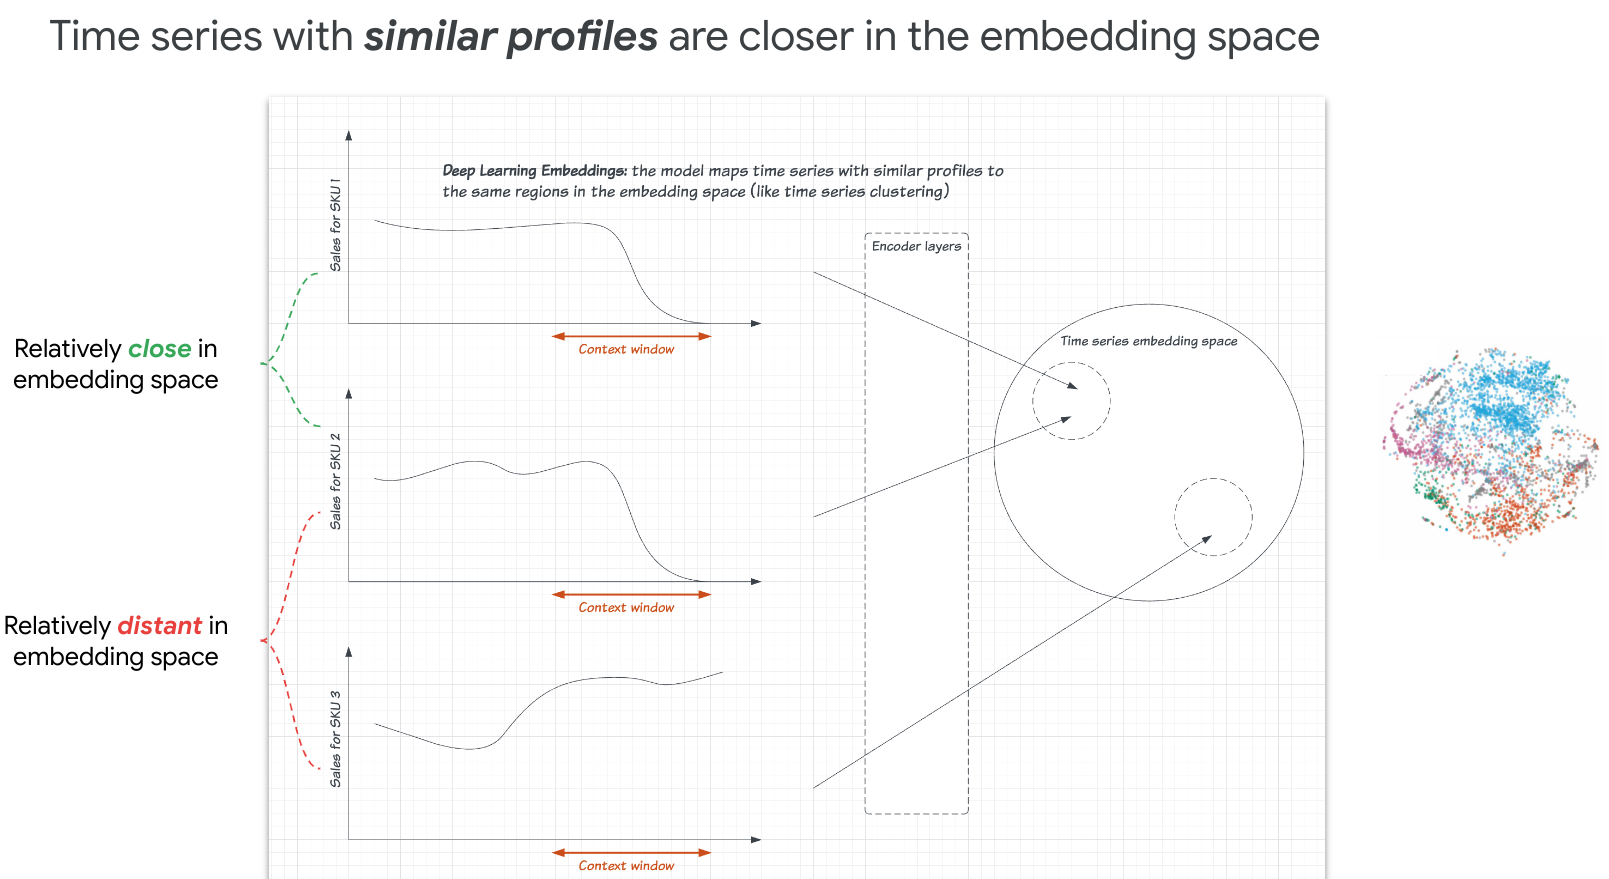 Time series with similar profiles are closer in the embedding space
Deep Learning Embeddings: the model maps time series with similar profiles to
the same regions in the embedding space (like time series clustering)
Sales for SKU 1
Context window
Relatively close in
embedding space
Sales for SKU 2
Context window
Relatively distant in
embedding space
Sales for SKU 3
Context window
Encoder layers
Time series embedding space